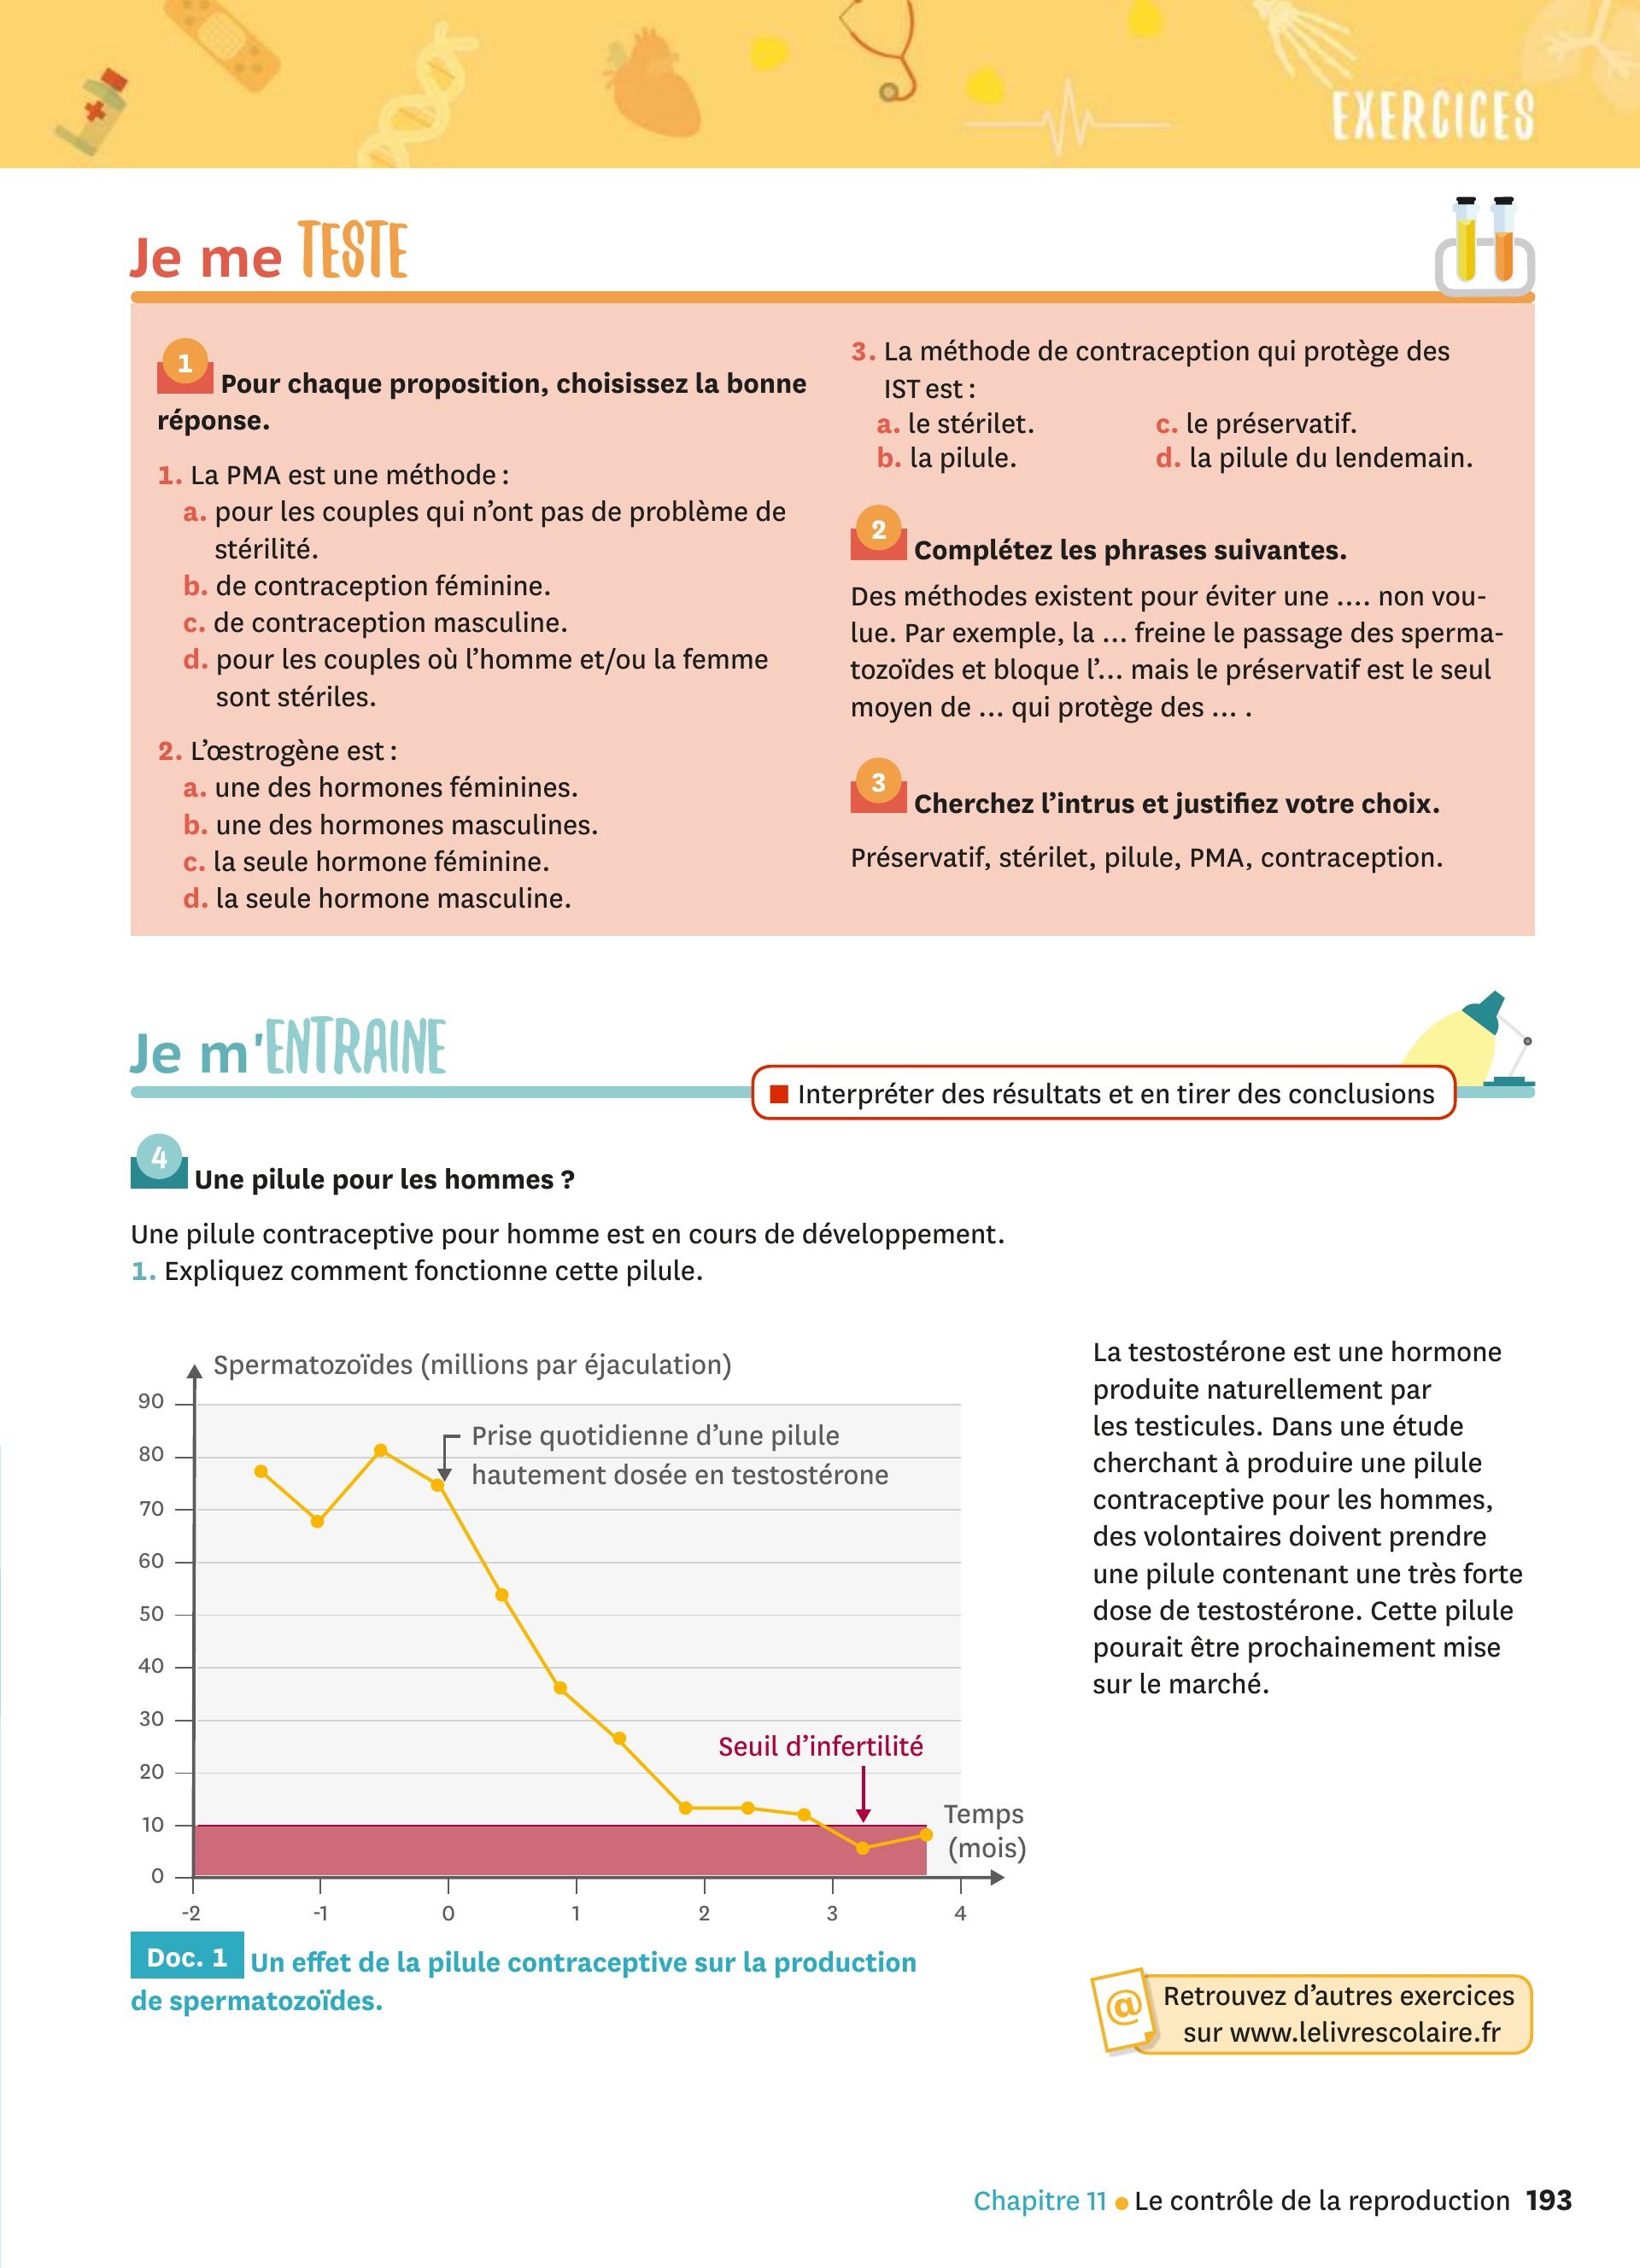 EXERCICES
Je me TESTE
1 Pour chaque proposition, choisissez la bonne
réponse.
1. La PMA est une méthode :
a. pour les couples qui n’ont pas de problème de
stérilité.
b. de contraception féminine.
c. de contraception masculine.
d. pour les couples où l’homme et/ou la femme
sont stériles.
2. L’œstrogène est :
a. une des hormones féminines.
b. une des hormones masculines.
c. la seule hormone féminine.
d. la seule hormone masculine.
3. La méthode de contraception qui protège des
IST est :
a. le stérilet.
b. la pilule.
c. le préservatif.
d. la pilule du lendemain.
2 Complétez les phrases suivantes.
Des méthodes existent pour éviter une .... non vou-
lue. Par exemple, la ... freine le passage des sperma-
tozoïdes et bloque l’... mais le préservatif est le seul
moyen de ... qui protège des ... .
3 Cherchez l’intrus et justifiez votre choix.
Préservatif, stérilet, pilule, PMA, contraception.
Je m'ENTRAINE
Interpréter des résultats et en tirer des conclusions
4 Une pilule pour les hommes ?
Une pilule contraceptive pour homme est en cours de développement.
1. Expliquez comment fonctionne cette pilule.
Spermatozoïdes (millions par éjaculation)
90
80
70
60
50
40
30
20
10
0
Prise quotidienne d’une pilule
hautement dosée en testostérone
Seuil d’infertilité
Temps
(mois)
-2 -1 0 1 2 3 4
Doc. 1 Un effet de la pilule contraceptive sur la production
de spermatozoïdes.
La testostérone est une hormone
produite naturellement par
les testicules. Dans une étude
cherchant à produire une pilule
contraceptive pour les hommes,
des volontaires doivent prendre
une pilule contenant une très forte
dose de testostérone. Cette pilule
pourait être prochainement mise
sur le marché.
@ Retrouvez d’autres exercices
sur www.lelivrescolaire.fr
Chapitre 11 • Le contrôle de la reproduction 193